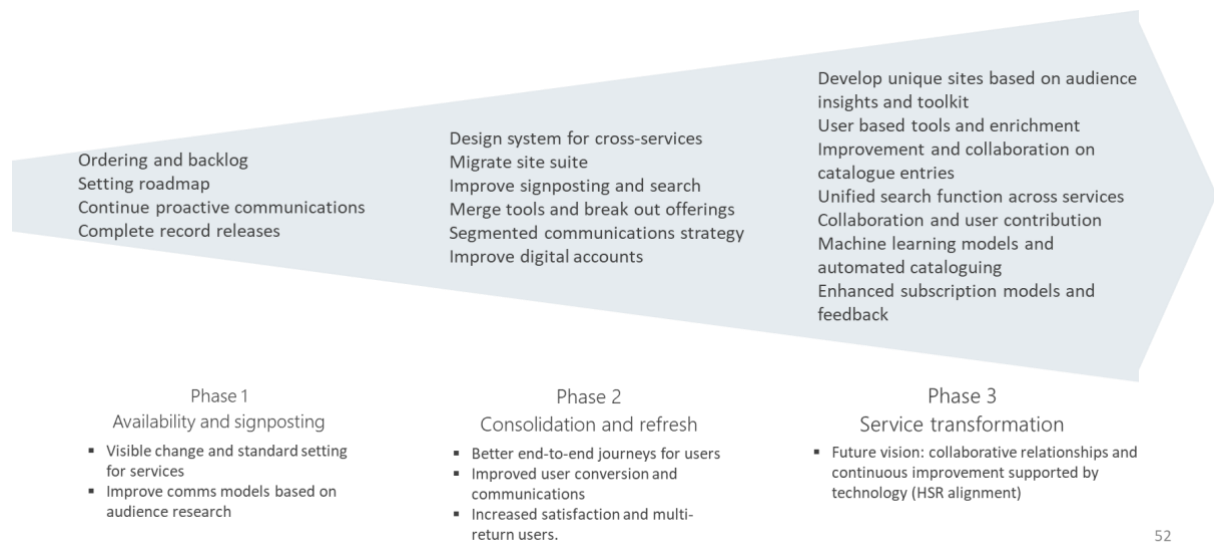 Ordering and backlog
Setting roadmap
Continue proactive communications
Complete record releases
Design system for cross-services
Migrate site suite
Improve signposting and search
Merge tools and break out offerings
Segmented communications strategy
Improve digital accounts
Develop unique sites based on audience
insights and toolkit
User based tools and enrichment
Improvement and collaboration on
catalogue entries
Unified search function across services
Collaboration and user contribution
Machine learning models and
automated cataloguing
Enhanced subscription models and
feedback
Phase 1
Availability and signposting
▪ Visible change and standard setting
for services
▪ Improve comms models based on
audience research
Phase 2
Consolidation and refresh
▪ Better end-to-end journeys for users
▪ Improved user conversion and
communications
▪ Increased satisfaction and multi-
return users.
Phase 3
Service transformation
▪ Future vision: collaborative relationships and
continuous improvement supported by
technology (HSR alignment)
52